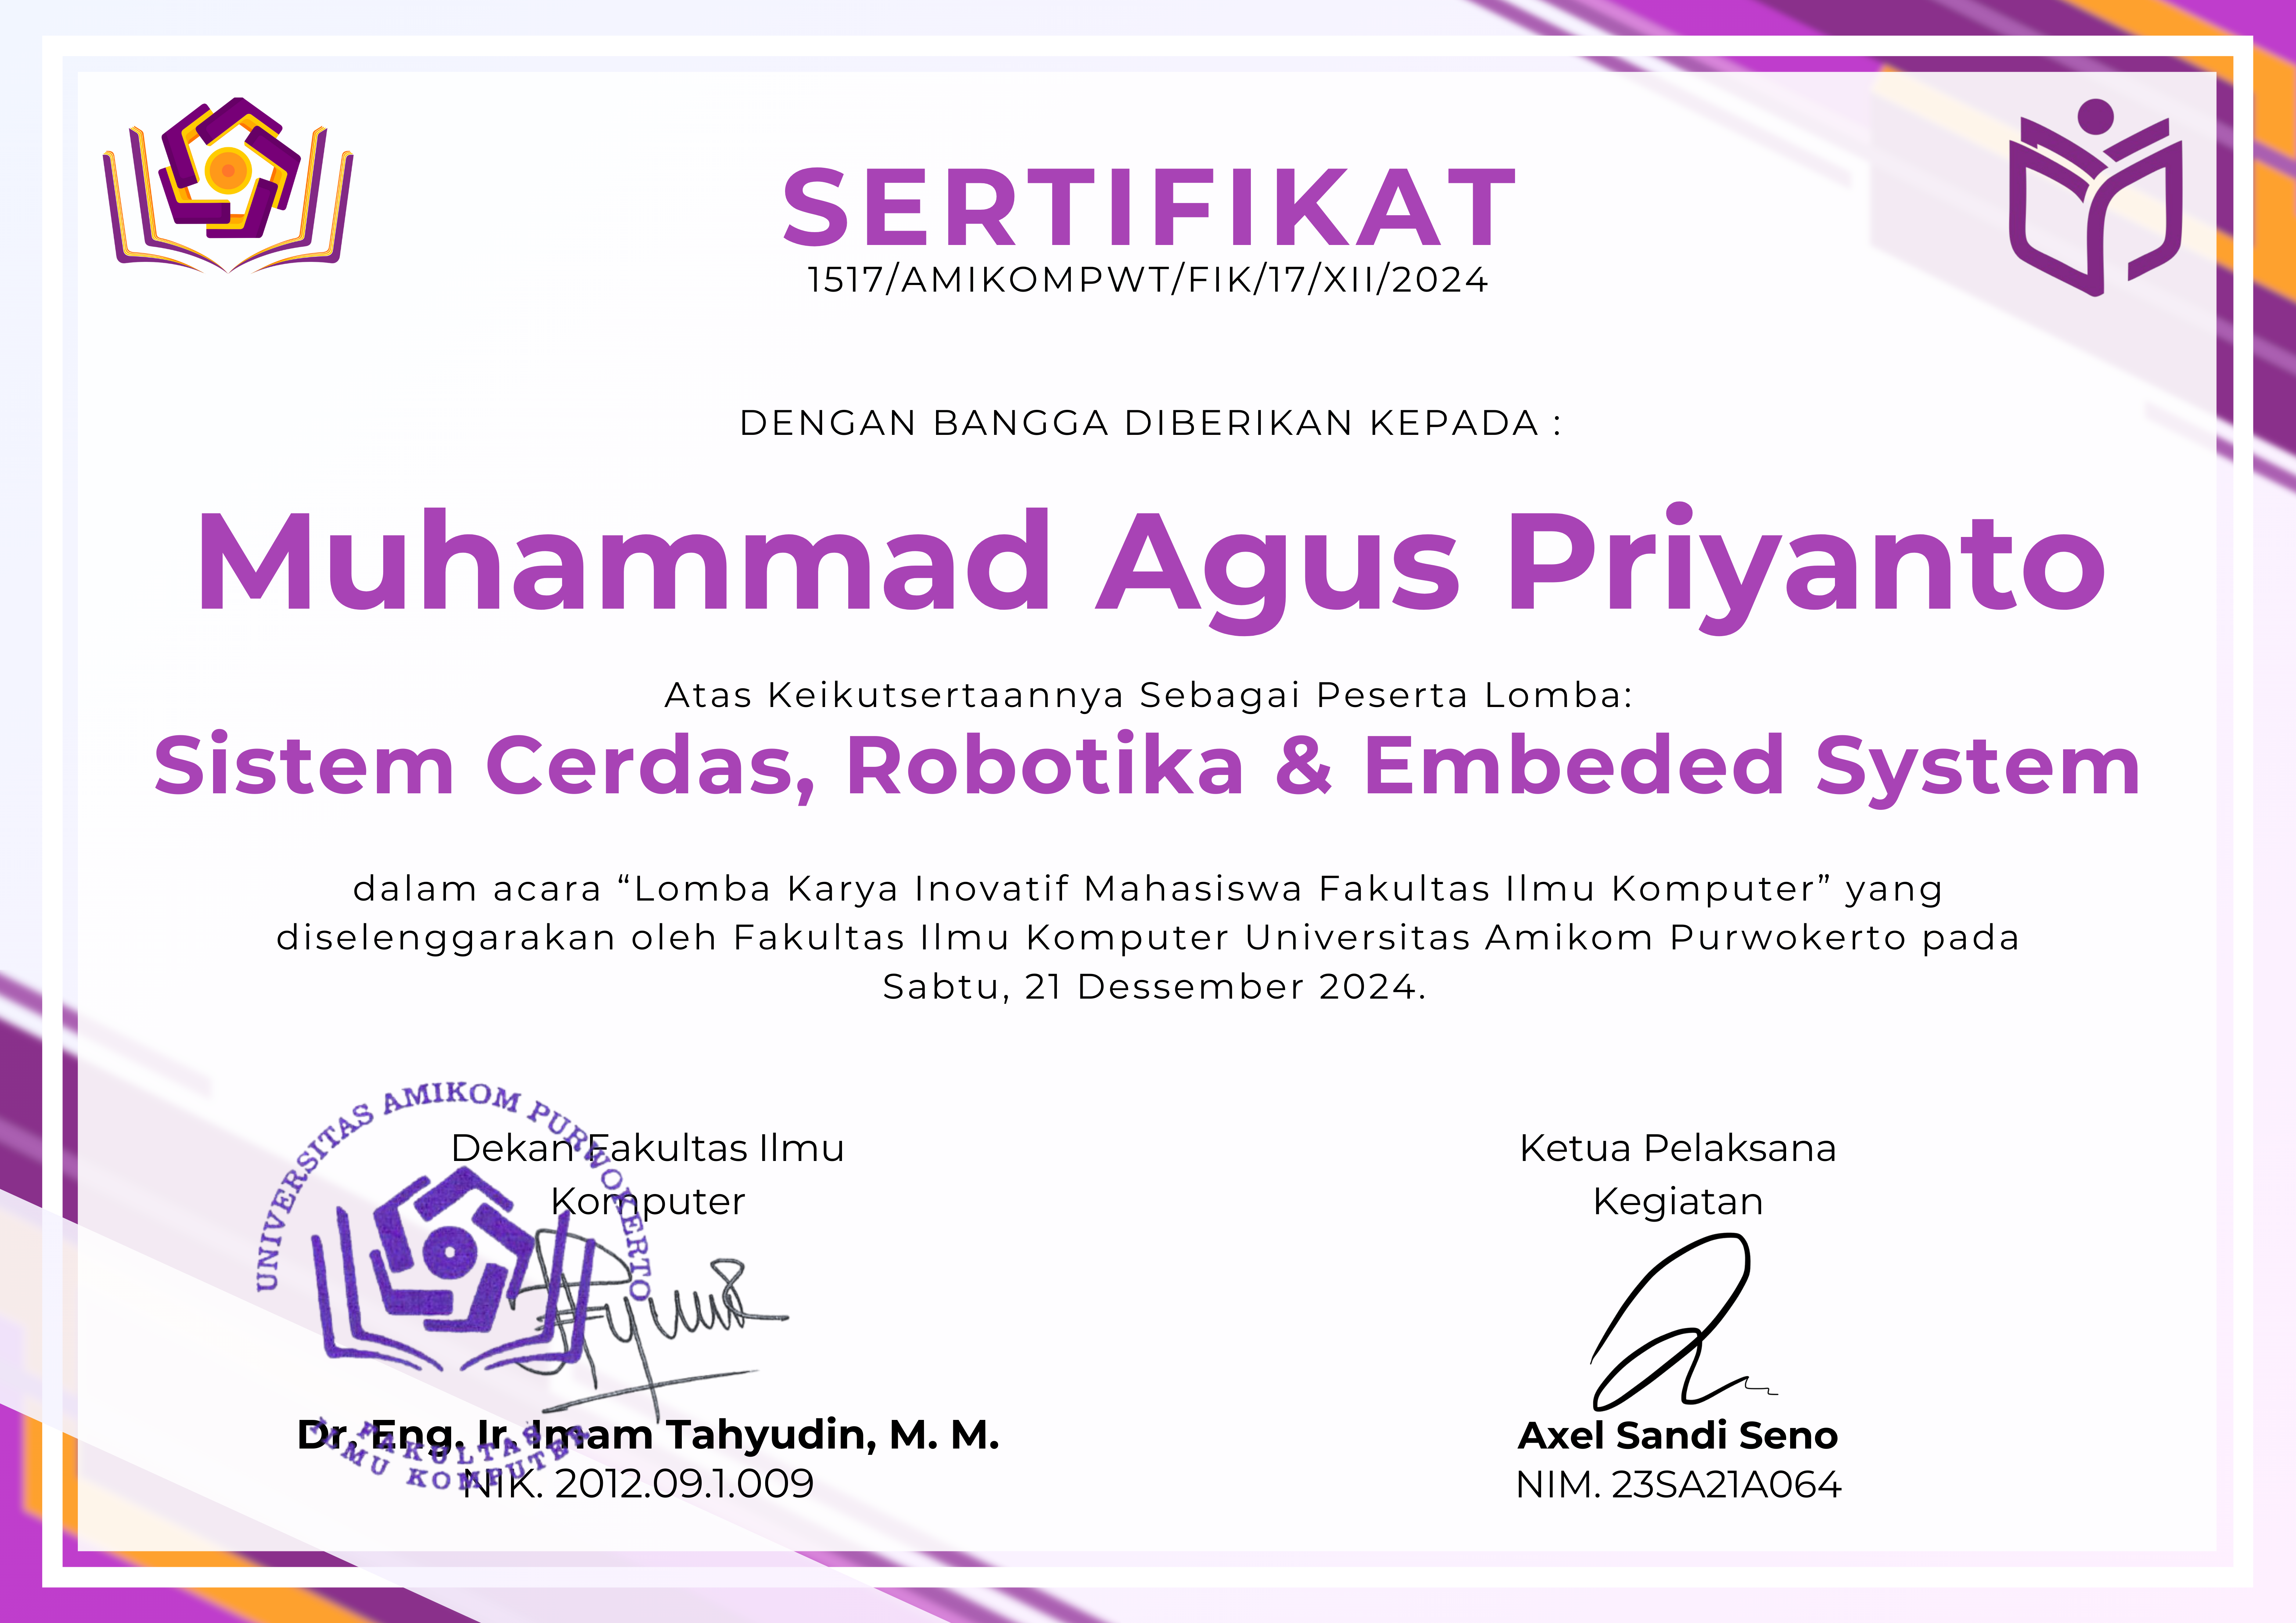 SERTIFIKAT
1517/AMIKOMPWT/FIK/17/XII/2024
DENGAN BANGGA DIBERIKAN KEPADA :
Muhammad Agus Priyanto
Atas Keikutsertaannya Sebagai Peserta Lomba:
Sistem Cerdas, Robotika & Embeded System
dalam acara “Lomba Karya Inovatif Mahasiswa Fakultas Ilmu Komputer” yang
diselenggarakan oleh Fakultas Ilmu Komputer Universitas Amikom Purwokerto pada
Sabtu, 21 Dessember 2024.
Dekan Fakultas Ilmu
Komputer
UNIVERSITAS AMIKOM PURWOKERTO
FAKULTAS
ILMU KOMPUTER
Dr. Eng. Ir. Imam Tahyudin, M. M.
NIK. 2012.09.1.009
Ketua Pelaksana
Kegiatan
Axel Sandi Seno
NIM. 23SA21A064